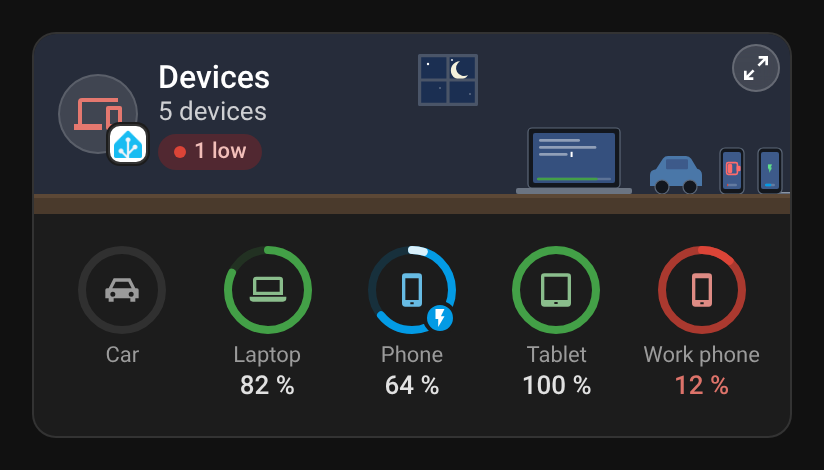 Devices
5 devices
1 low
Car
Laptop
Phone
Tablet
Work phone
82 %
64 %
100 %
12 %